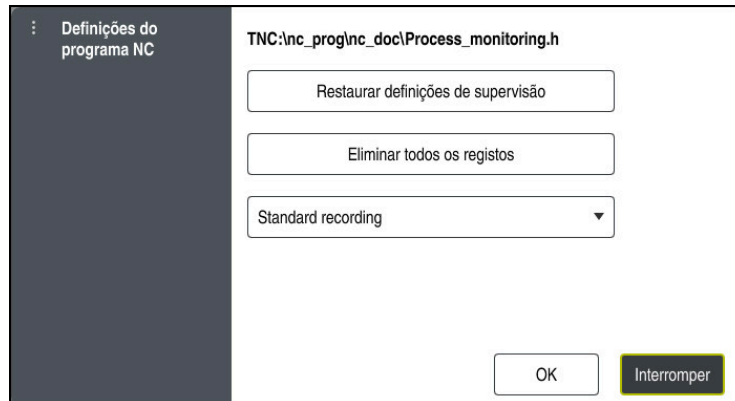 Definições do
programa NC
TNC:\nc_prog\nc_doc\Process_monitoring.h
Restaurar definições de supervisão
Eliminar todos os registos
Standard recording
OK
Interromper